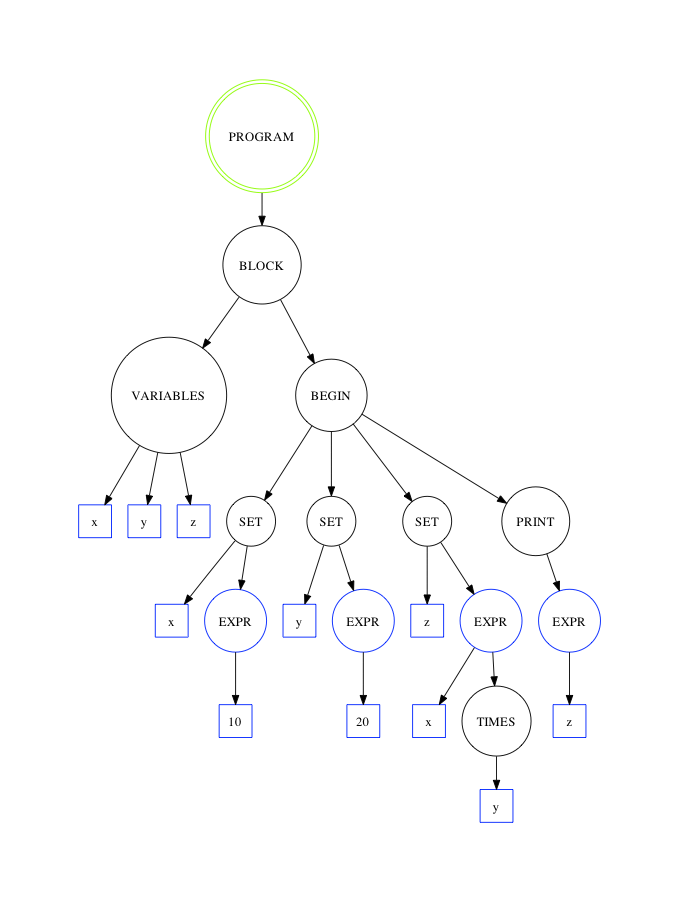 PROGRAM
BLOCK
VARIABLES
BEGIN
x
y
z
SET
SET
SET
PRINT
x
EXPR
y
EXPR
z
EXPR
EXPR
10
20
x
TIMES
z
y